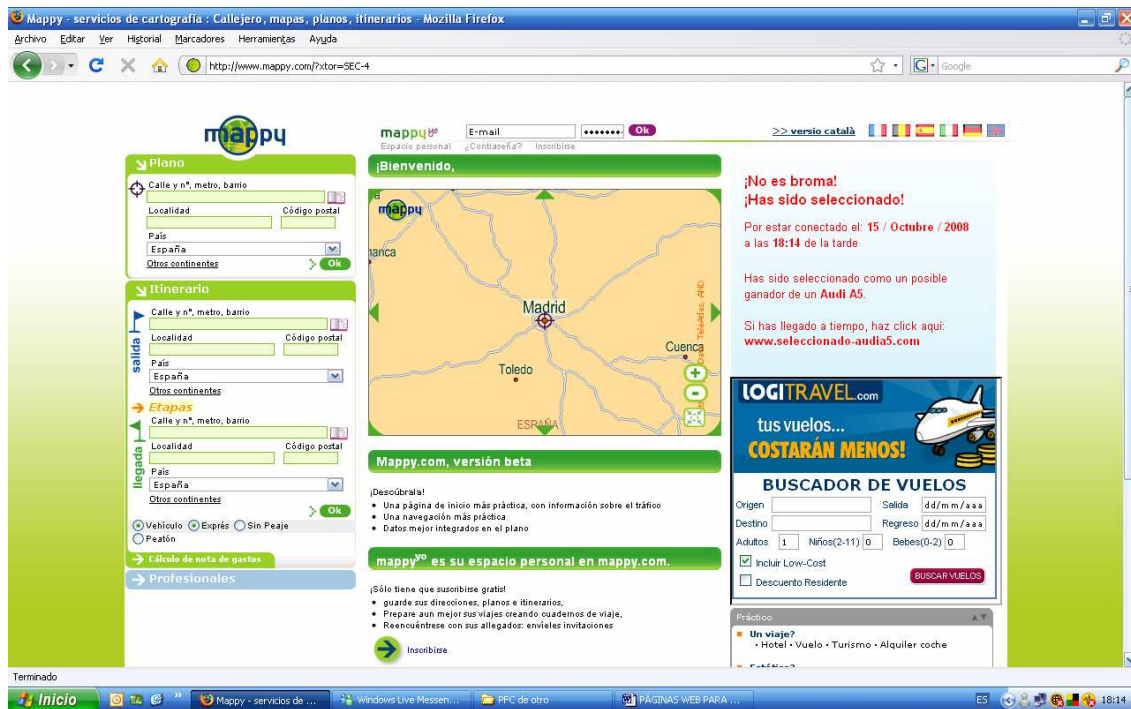 Mappy - servicios de cartografía : Callejero, mapas, planos, itinerarios - Mozilla Firefox
Archivo Editar Ver Historial Marcadores Herramientas Ayuda
http://www.mappy.com/?xtor=SEC-4
Google
mappy
mappy yo
E-mail
•••••••
Ok
Espacio personal ¿Contraseña? Inscribirse
>> versio català
Plano
Calle y nº, metro, barrio
Localidad Código postal
País
España
Otros continentes
Ok
Itinerario
salida
Calle y nº, metro, barrio
Localidad Código postal
País
España
Otros continentes
Etapas
llegada
Calle y nº, metro, barrio
Localidad Código postal
País
España
Otros continentes
Ok
Vehículo Exprés Sin Peaje
Peatón
Cálculo de nota de gastos
Profesionales
¡Bienvenido,
mappy
anca
Madrid
Cuenca
Toledo
ESPAÑA
TeleAtlas, AND
Mappy.com, versión beta
¡Descúbrala!
• Una página de inicio más práctica, con información sobre el tráfico
• Una navegación más práctica
• Datos mejor integrados en el plano
mappyyo es su espacio personal en mappy.com.
¡Sólo tiene que suscribirse gratis!
• guarde sus direcciones, planos e itinerarios,
• Prepare aun mejor sus viajes creando cuadernos de viaje,
• Reencuéntrese con sus allegados: envíeles invitaciones
Inscribirse
¡No es broma!
¡Has sido seleccionado!
Por estar conectado el: 15 / Octubre / 2008
a las 18:14 de la tarde
Has sido seleccionado como un posible
ganador de un Audi A5.
Si has llegado a tiempo, haz click aquí:
www.seleccionado-audia5.com
LOGITRAVEL.com
tus vuelos...
COSTARÁN MENOS!
BUSCADOR DE VUELOS
Origen Salida dd/mm/aaa
Destino Regreso dd/mm/aaa
Adultos 1 Niños(2-11) 0 Bebes(0-2) 0
Incluir Low-Cost
Descuento Residente
BUSCAR VUELOS
Práctico
Un viaje?
• Hotel • Vuelo • Turismo • Alquiler coche
Terminado
Inicio
Mappy - servicios de ...
Windows Live Messen...
PFC de otro
PÁGINAS WEB PARA ...
ES
18:14